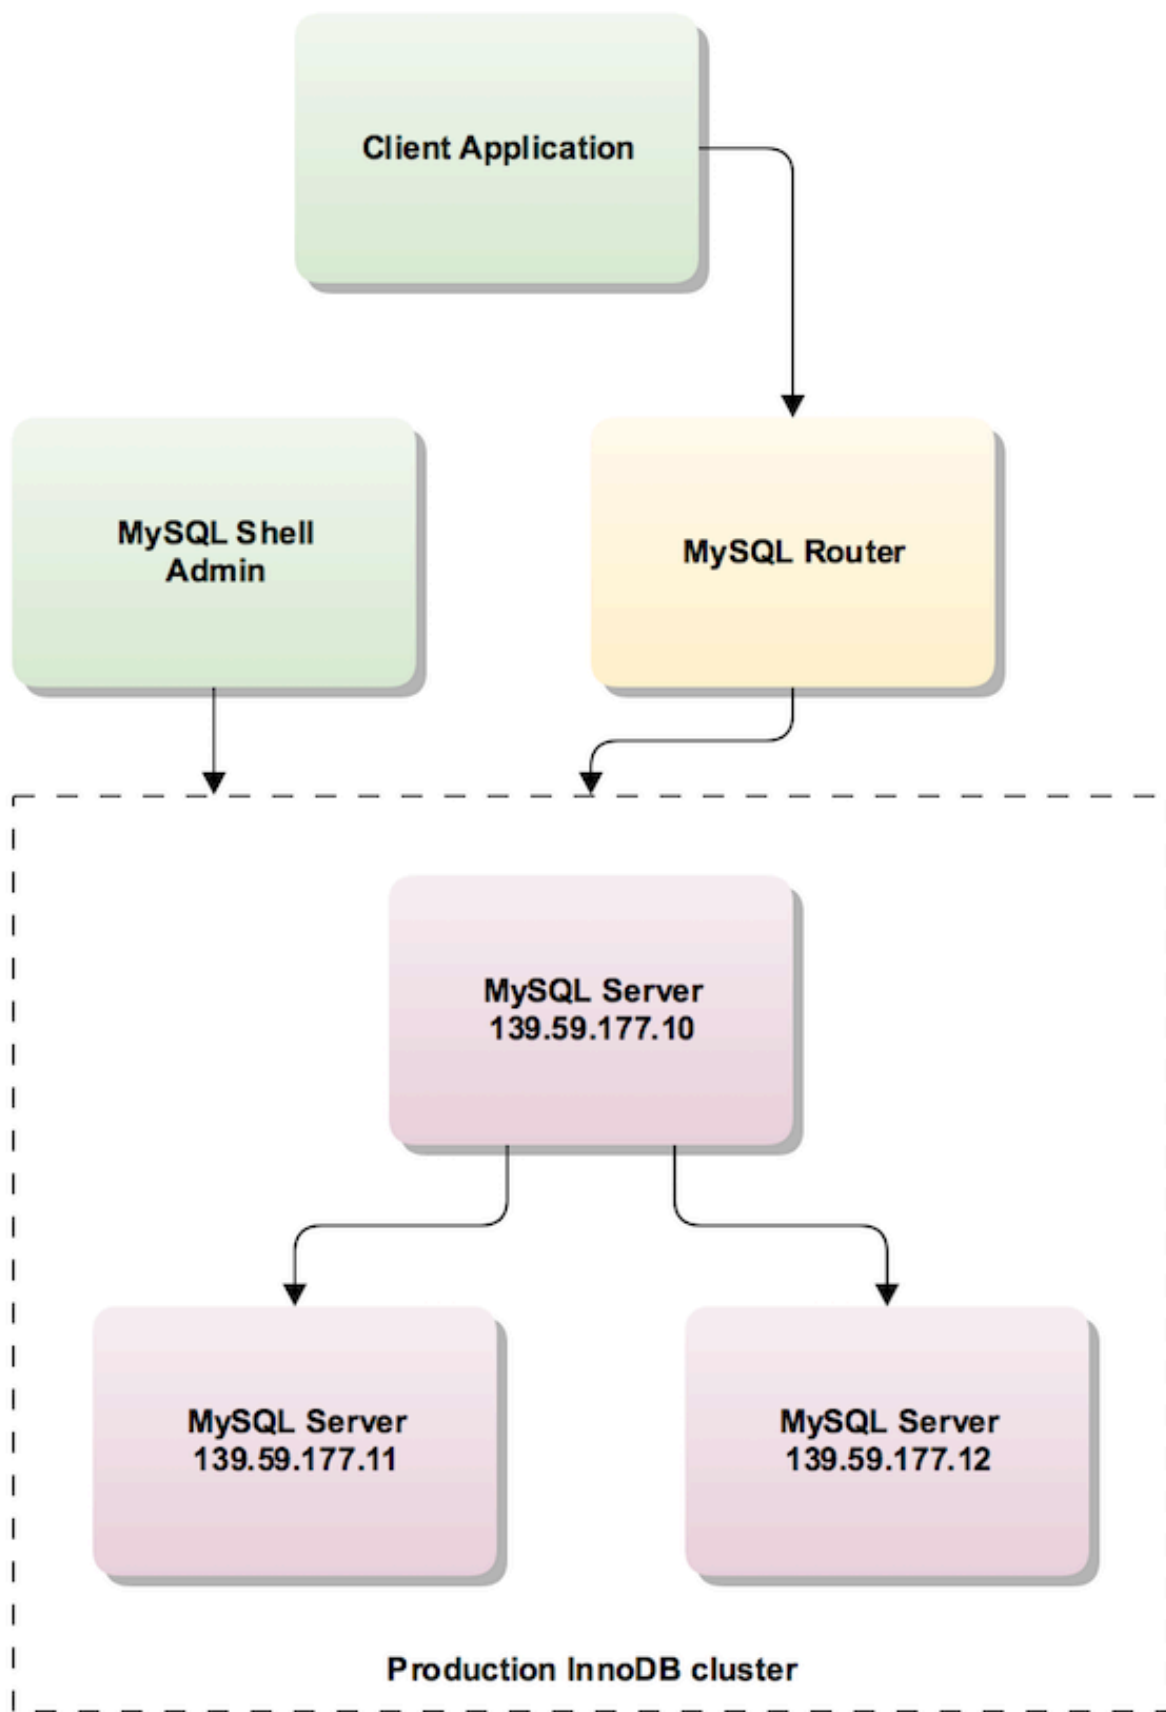 Client Application
MySQL Shell
Admin
MySQL Router
MySQL Server
139.59.177.10
MySQL Server
139.59.177.11
MySQL Server
139.59.177.12
Production InnoDB cluster